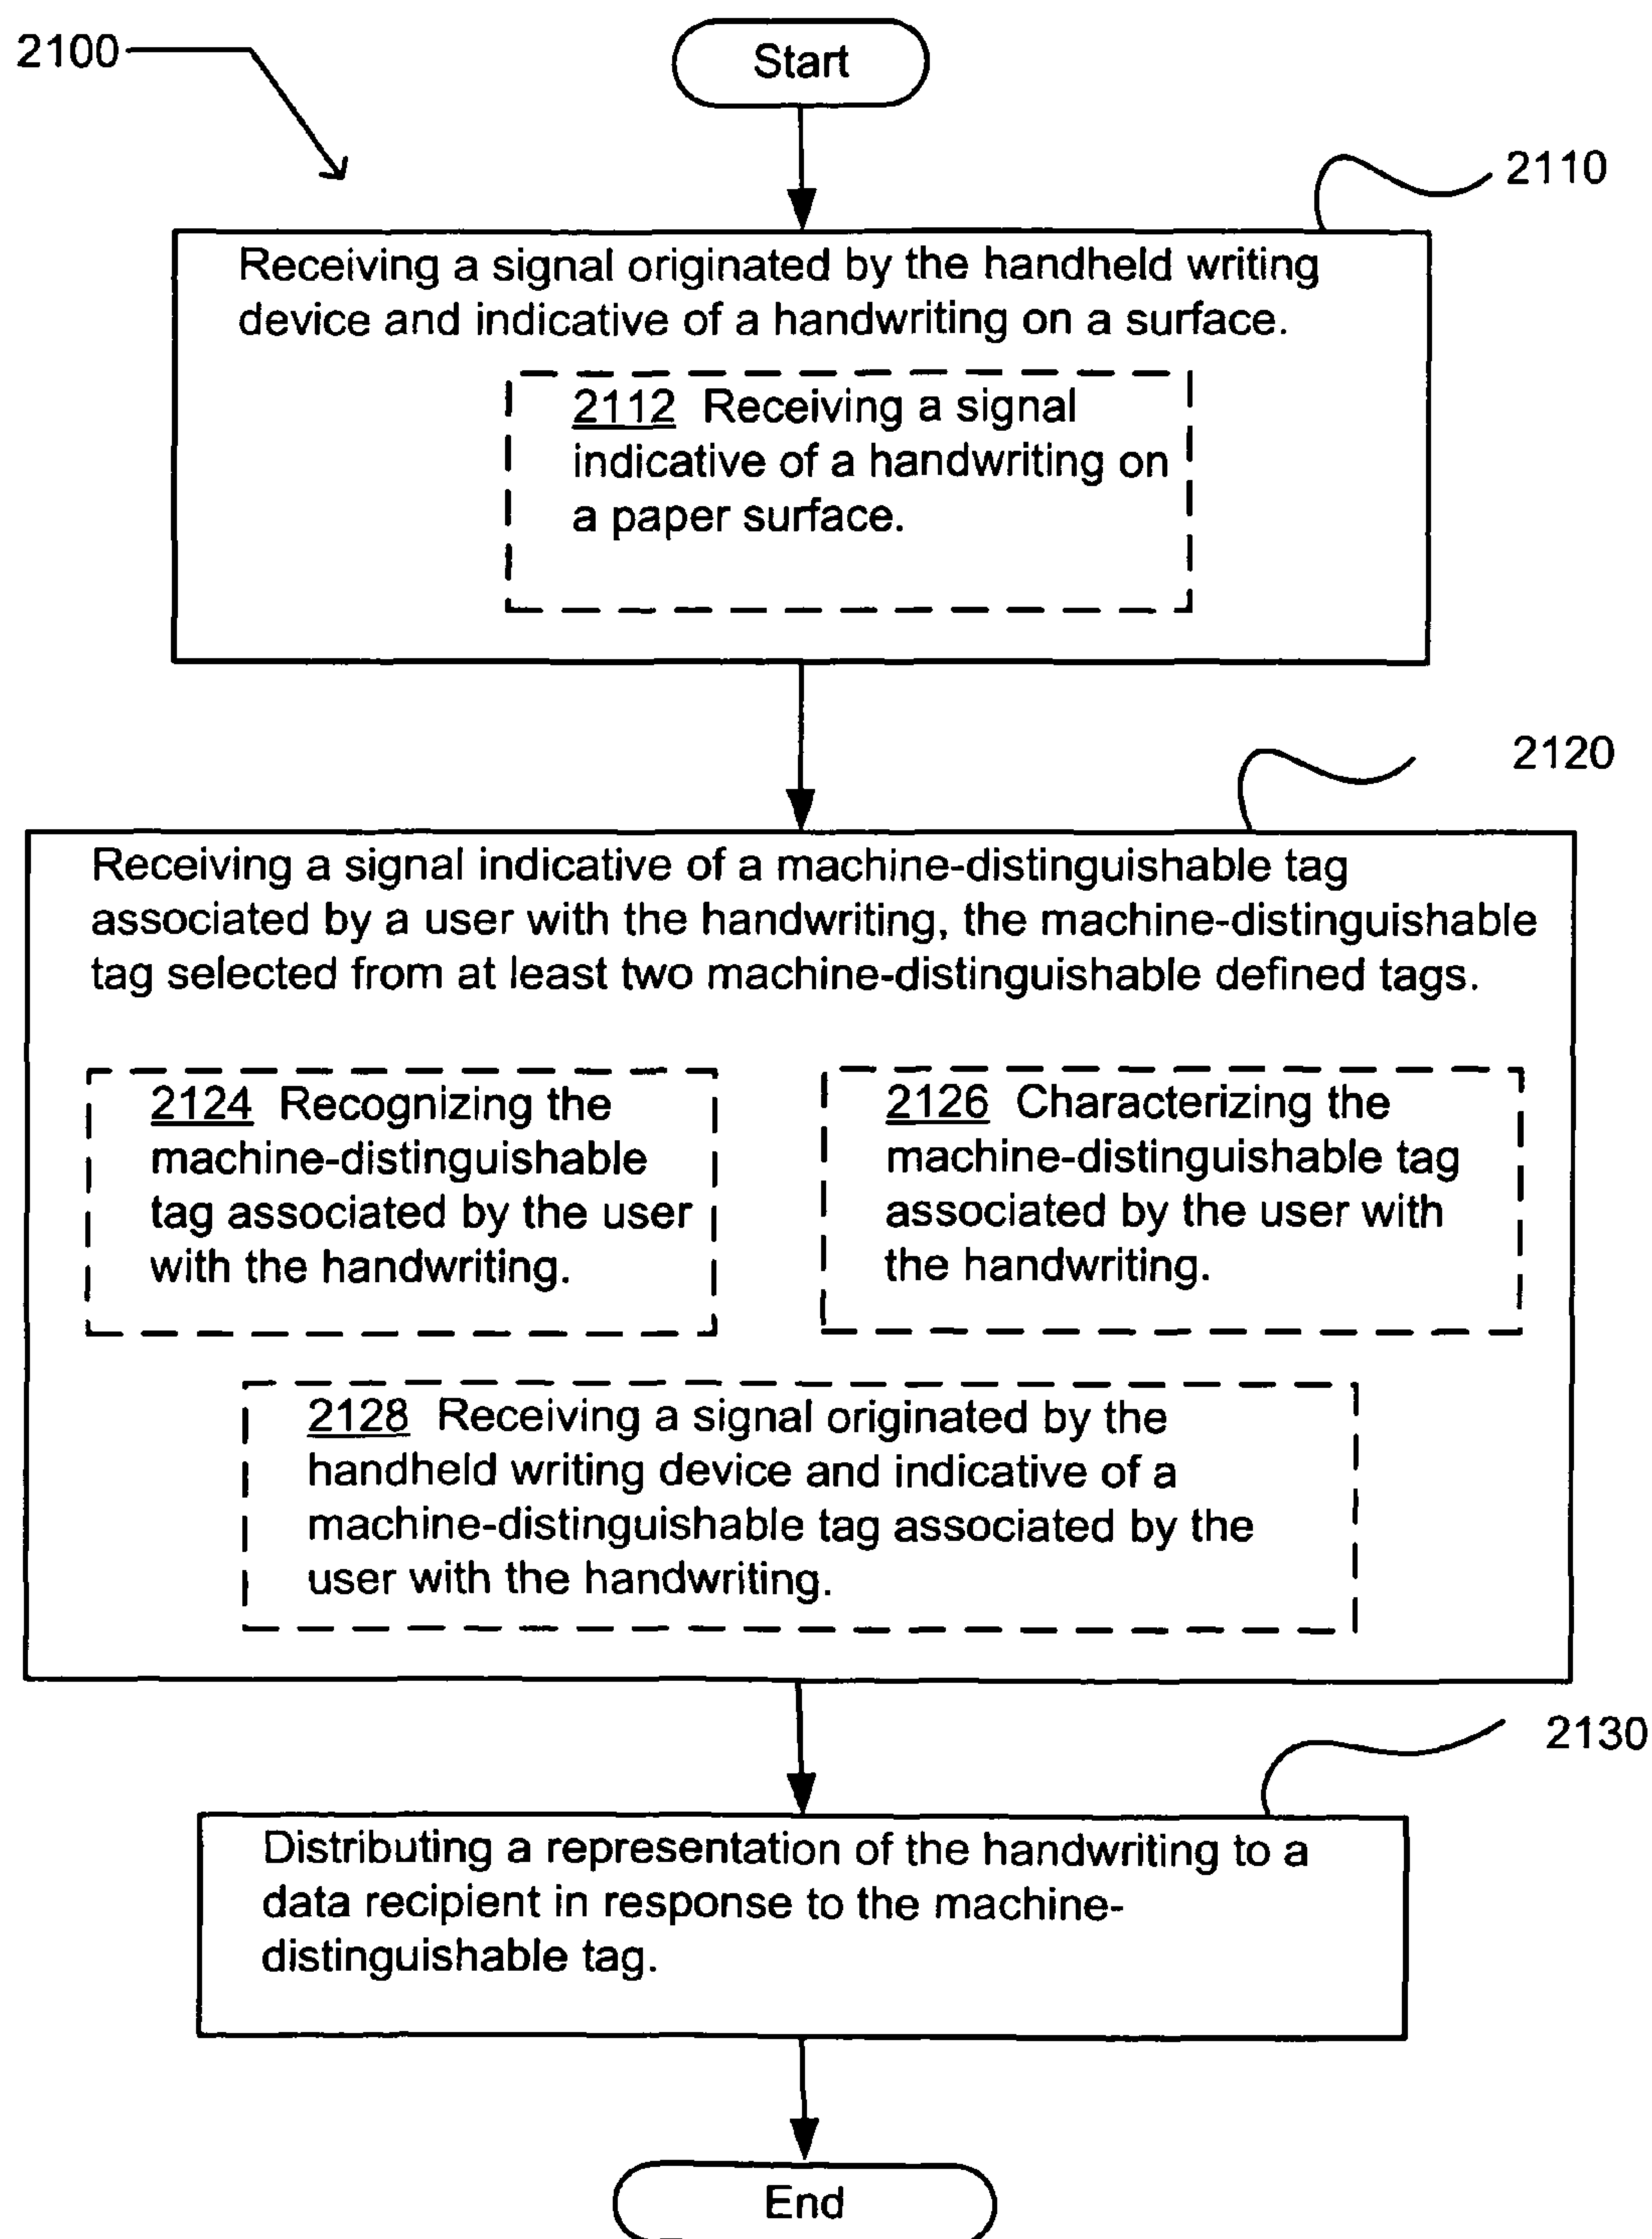 2100
Start
2110
Receiving a signal originated by the handheld writing
device and indicative of a handwriting on a surface.
2112 Receiving a signal
indicative of a handwriting on
a paper surface.
2120
Receiving a signal indicative of a machine-distinguishable tag
associated by a user with the handwriting, the machine-distinguishable
tag selected from at least two machine-distinguishable defined tags.
2124 Recognizing the
machine-distinguishable
tag associated by the user
with the handwriting.
2126 Characterizing the
machine-distinguishable tag
associated by the user with
the handwriting.
2128 Receiving a signal originated by the
handheld writing device and indicative of a
machine-distinguishable tag associated by the
user with the handwriting.
2130
Distributing a representation of the handwriting to a
data recipient in response to the machine-
distinguishable tag.
End